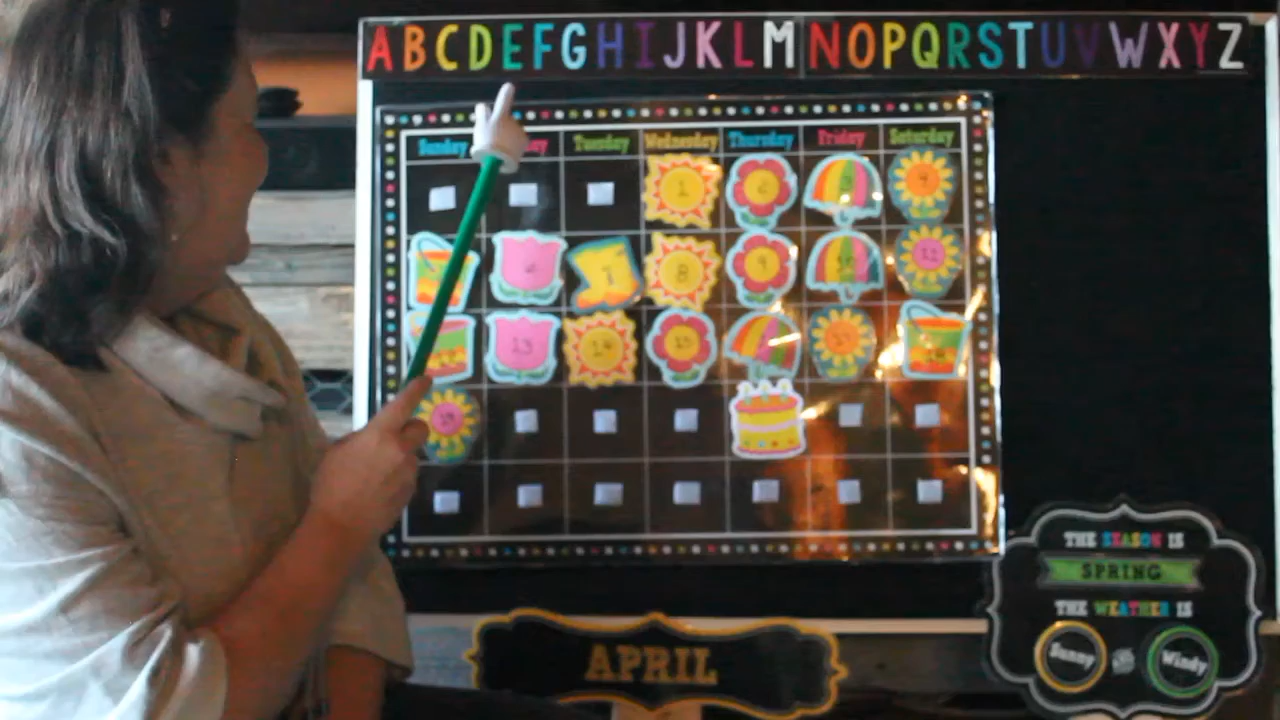 ABCDEFGHIJKLMNOPQRSTUVWXYZ
Sunday Tuesday Wednesday Thursday Friday Saturday
1 4
7 8 9 12
13 14 15
THE SEASON IS
SPRING
THE WEATHER IS
Sunny Windy
APRIL